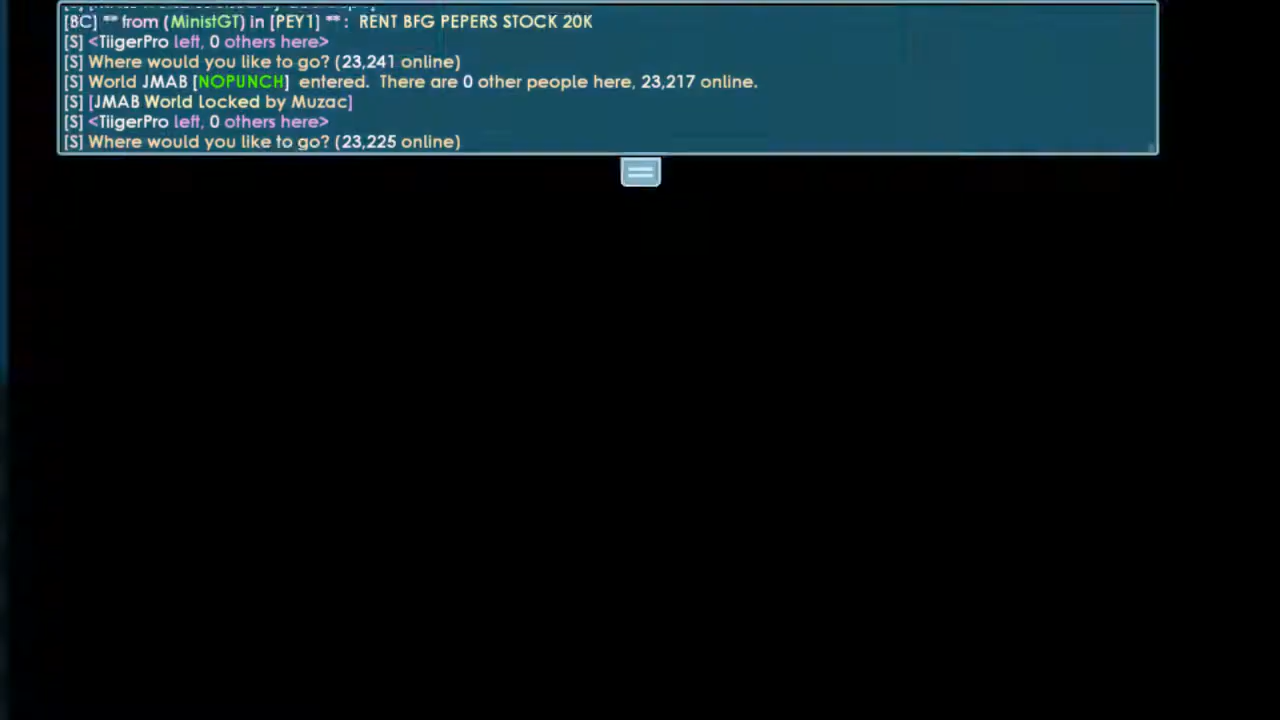 [BC] ** from (MinistGT) in [PEY1] ** : RENT BFG PEPERS STOCK 20K
[S] <TiigerPro left, 0 others here>
[S] Where would you like to go? (23,241 online)
[S] World JMAB [NOPUNCH] entered. There are 0 other people here, 23,217 online.
[S] [JMAB World Locked by Muzac]
[S] <TiigerPro left, 0 others here>
[S] Where would you like to go? (23,225 online)